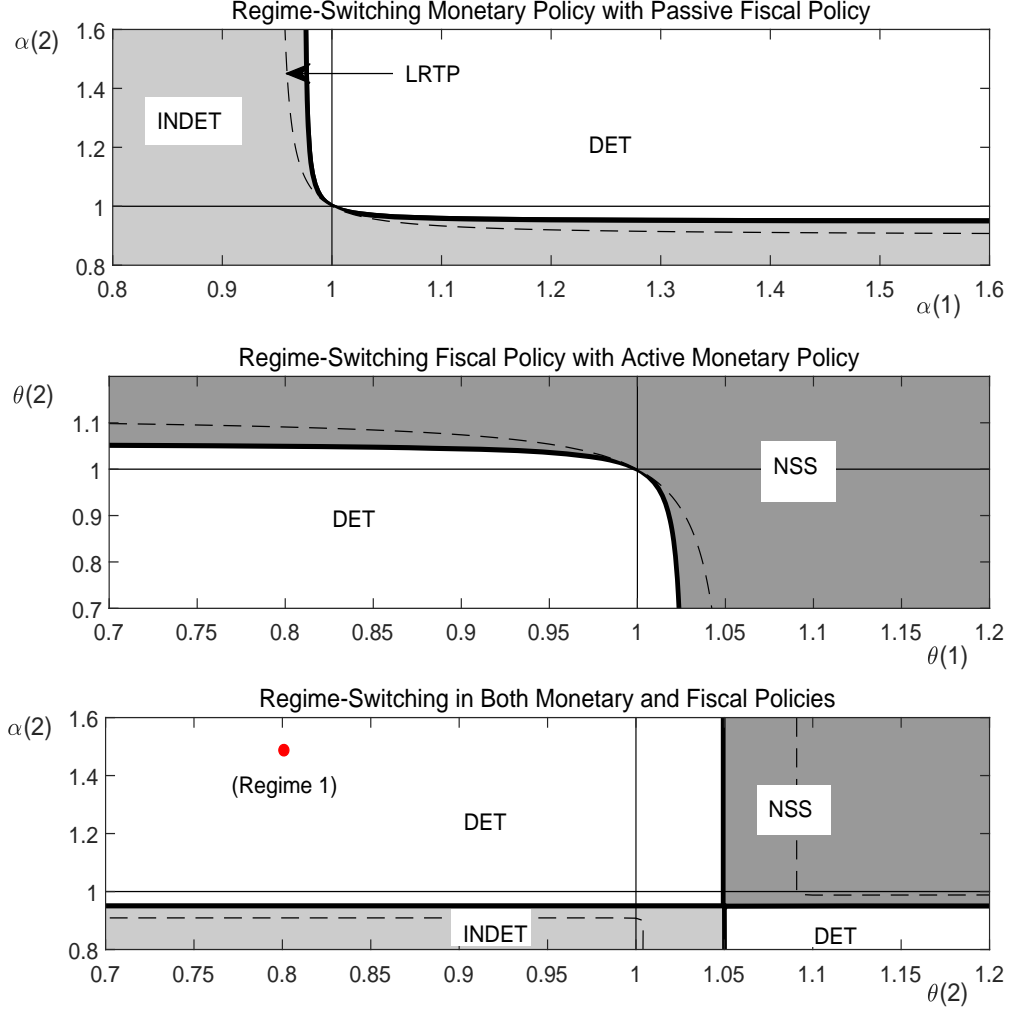 Regime-Switching Monetary Policy with Passive Fiscal Policy
α(2)
1.6
1.4
1.2
1
0.8
LRTP
INDET
DET
0.8 0.9 1 1.1 1.2 1.3 1.4 1.5 1.6
α(1)
Regime-Switching Fiscal Policy with Active Monetary Policy
θ(2)
1.1
1
0.9
0.8
0.7
NSS
DET
0.7 0.75 0.8 0.85 0.9 0.95 1 1.05 1.1 1.15 1.2
θ(1)
Regime-Switching in Both Monetary and Fiscal Policies
α(2)
1.6
1.4
1.2
1
0.8
(Regime 1)
NSS
DET
INDET
DET
0.7 0.75 0.8 0.85 0.9 0.95 1 1.05 1.1 1.15 1.2
θ(2)